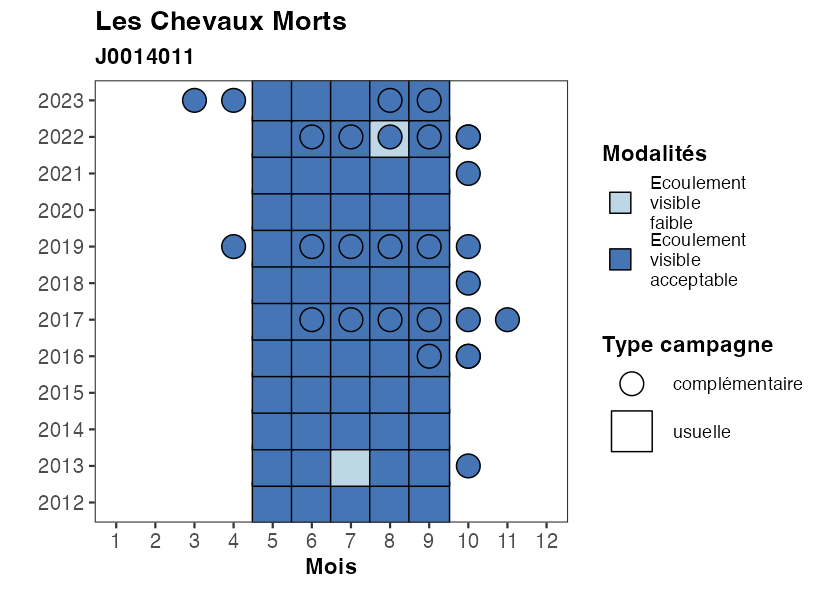 Les Chevaux Morts
J0014011
2023
2022
2021
2020
2019
2018
2017
2016
2015
2014
2013
2012
1 2 3 4 5 6 7 8 9 10 11 12
Mois
Modalités
Ecoulement
visible
faible
Ecoulement
visible
acceptable
Type campagne
complémentaire
usuelle